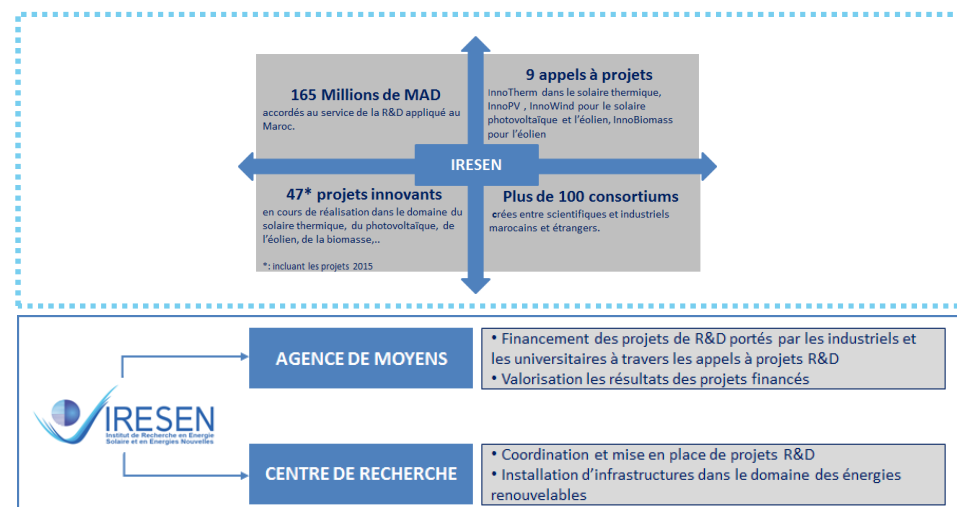 165 Millions de MAD
accordés au service de la R&D appliqué au
Maroc.
9 appels à projets
InnoTherm dans le solaire thermique,
InnoPV , InnoWind pour le solaire
photovoltaïque et l'éolien, InnoBiomass
pour l'éolien
IRESEN
47* projets innovants
en cours de réalisation dans le domaine du
solaire thermique, du photovoltaïque, de
l'éolien, de la biomasse,..
*: incluant les projets 2015
Plus de 100 consortiums
crées entre scientifiques et industriels
marocains et étrangers.
AGENCE DE MOYENS
• Financement des projets de R&D portés par les industriels et
les universitaires à travers les appels à projets R&D
• Valorisation les résultats des projets financés
IRESEN
Institut de Recherche en Energie
Solaire et en Energies Nouvelles
CENTRE DE RECHERCHE
• Coordination et mise en place de projets R&D
• Installation d'infrastructures dans le domaine des énergies
renouvelables